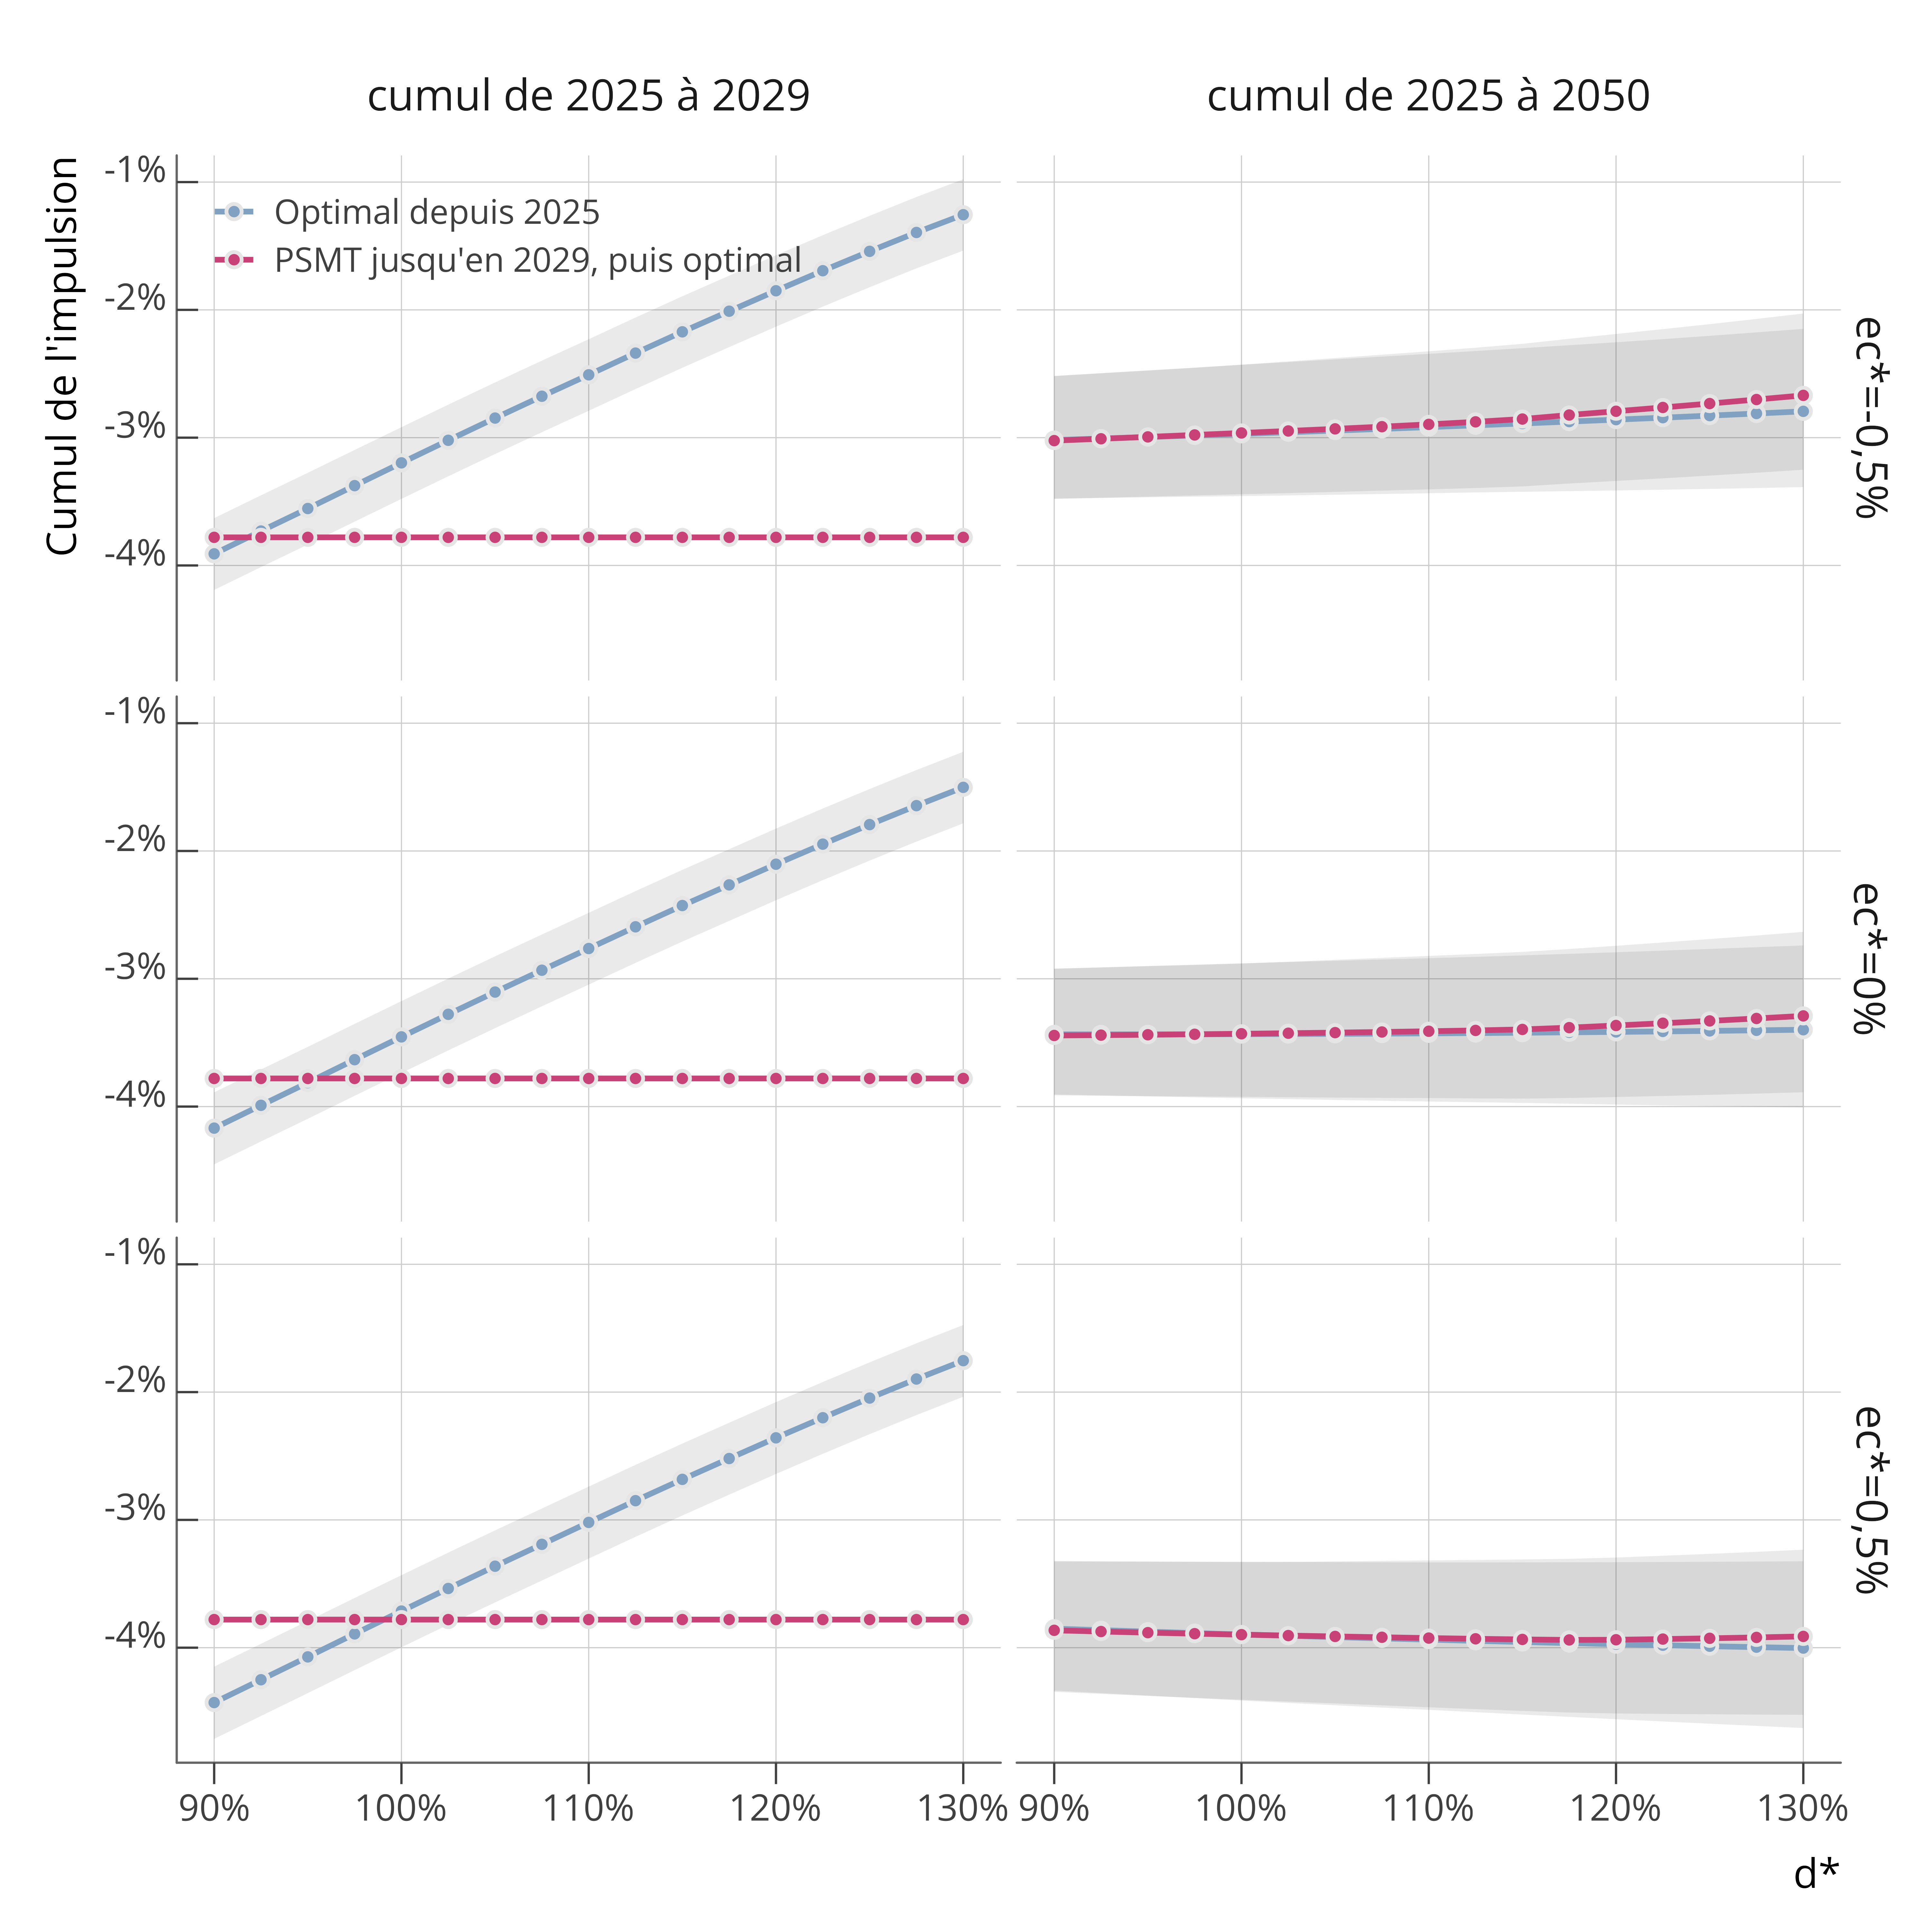 cumul de 2025 à 2029
cumul de 2025 à 2050
Cumul de l'impulsion
-1%
-2%
-3%
-4%
Optimal depuis 2025
PSMT jusqu'en 2029, puis optimal
ec*=-0,5%
-1%
-2%
-3%
-4%
ec*=0%
-1%
-2%
-3%
-4%
ec*=0,5%
90% 100% 110% 120% 130%
90% 100% 110% 120% 130%
d*